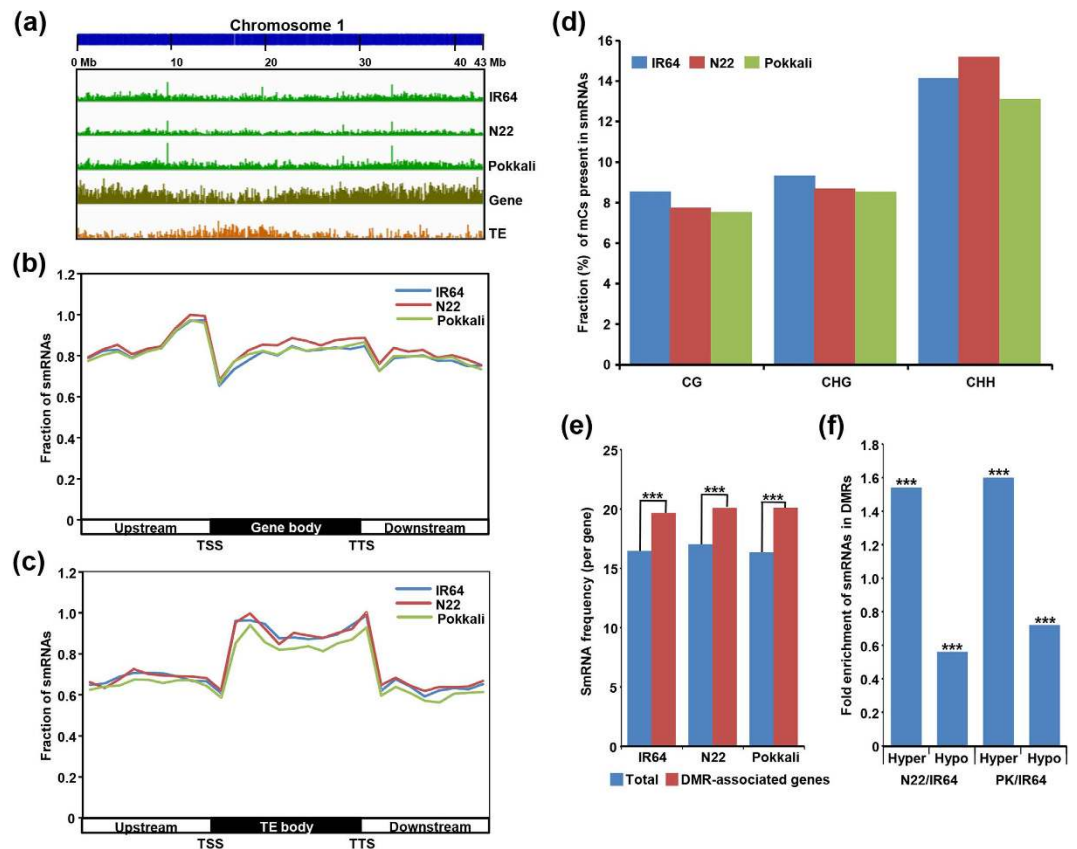 (a)
Chromosome 1
0 Mb 10 20 30 40 43 Mb
IR64
N22
Pokkali
Gene
TE
(b)
Fraction of smRNAs
1.2
1.0
0.8
0.6
0.4
0.2
0
IR64
N22
Pokkali
Upstream Gene body Downstream
TSS TTS
(c)
Fraction of smRNAs
1.2
1.0
0.8
0.6
0.4
0.2
0
IR64
N22
Pokkali
Upstream TE body Downstream
TSS TTS
(d)
Fraction (%) of mCs present in smRNAs
16
14
12
10
8
6
4
2
0
IR64 N22 Pokkali
CG CHG CHH
(e)
SmRNA frequency (per gene)
25
20
15
10
5
0
*** *** ***
IR64 N22 Pokkali
Total DMR-associated genes
(f)
Fold enrichment of smRNAs in DMRs
1.8
1.6
1.4
1.2
1.0
0.8
0.6
0.4
0.2
0
*** *** *** ***
Hyper Hypo Hyper Hypo
N22/IR64 PK/IR64